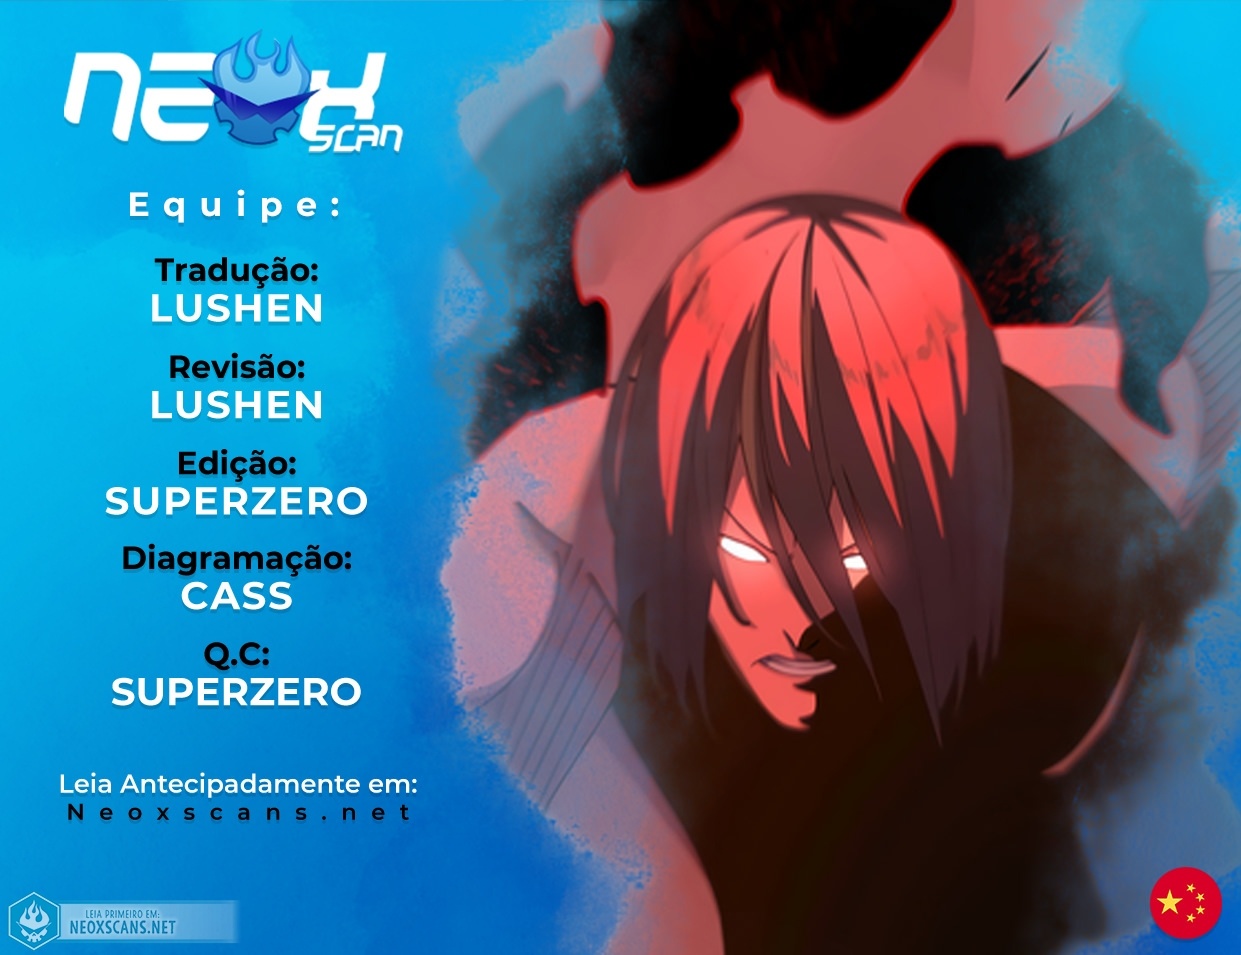 NEOX
SCAN
Equipe:
Tradução:
LUSHEN
Revisão:
LUSHEN
Edição:
SUPERZERO
Diagramação:
CASS
Q.C:
SUPERZERO
Leia Antecipadamente em:
Neoxscans.net
LEIA PRIMEIRO EM:
NEOXSCANS.NET